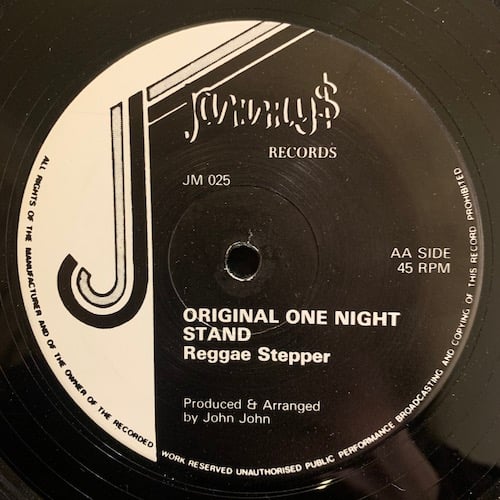 Jammy$
RECORDS
JM 025
AA SIDE
45 RPM
ORIGINAL ONE NIGHT
STAND
Reggae Stepper
Produced & Arranged
by John John
ALL RIGHTS OF THE MANUFACTURER AND OF THE OWNER OF THE RECORDED WORK RESERVED UNAUTHORISED PUBLIC PERFORMANCE BROADCASTING AND COPYING OF THIS RECORD PROHIBITED